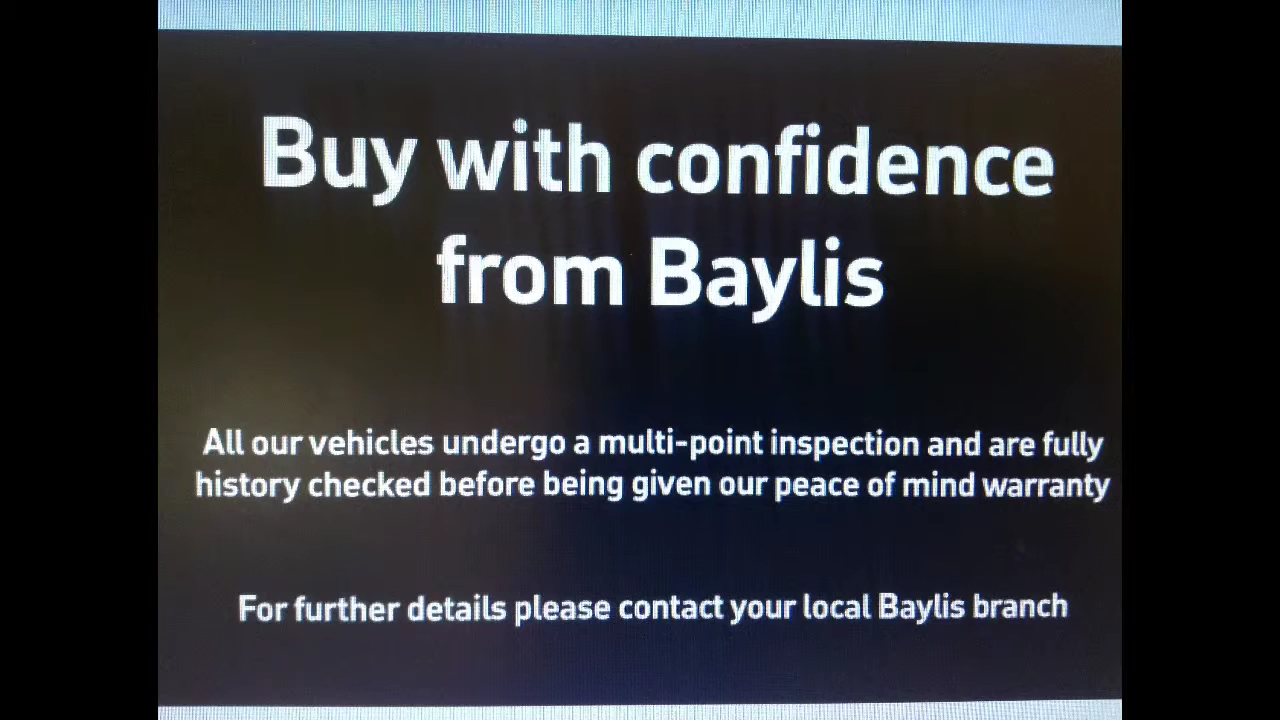 Buy with confidence
from Baylis
All our vehicles undergo a multi-point inspection and are fully
history checked before being given our peace of mind warranty
For further details please contact your local Baylis branch